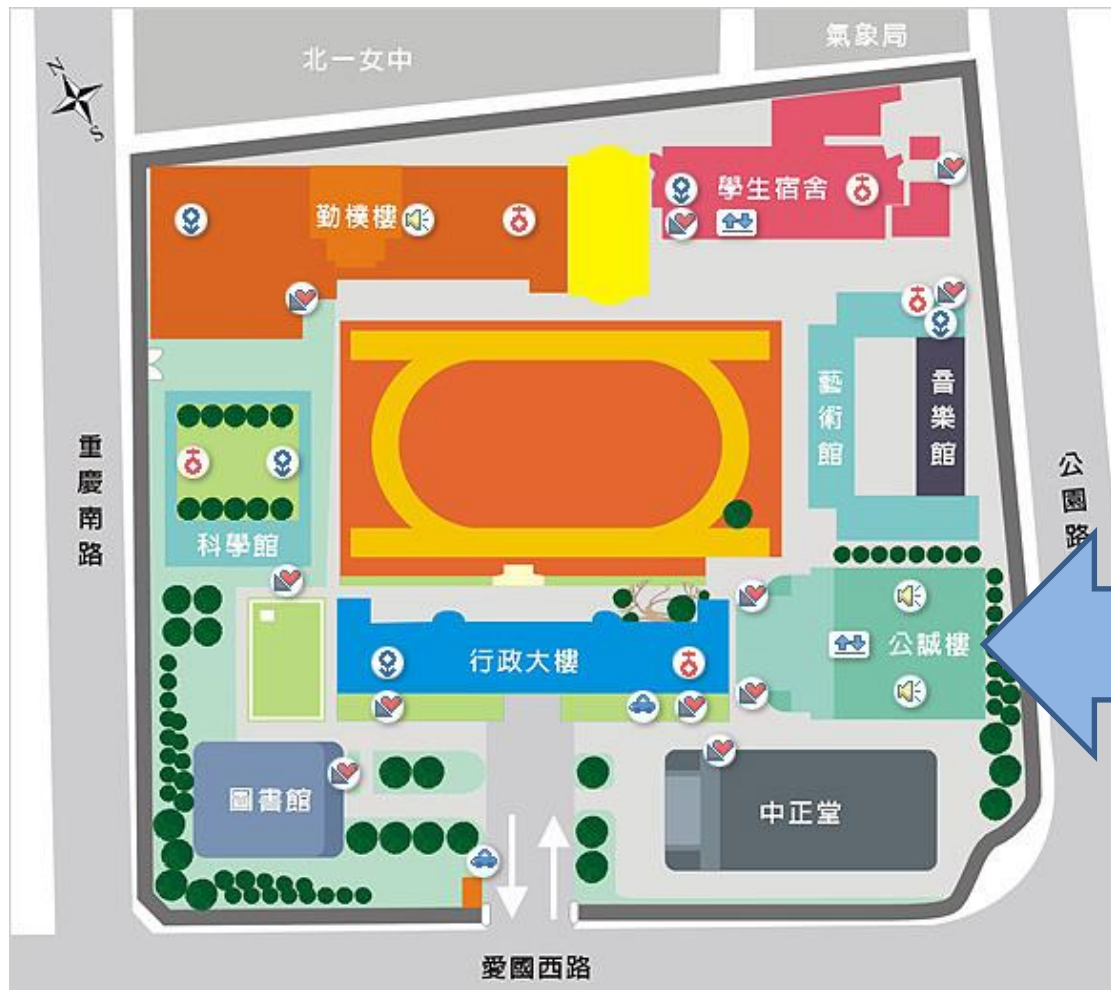 北一女中
氣象局
N
S
勤樸樓
學生宿舍
藝術館
音樂館
重慶南路
公園路
科學館
行政大樓
公誠樓
圖書館
中正堂
愛國西路